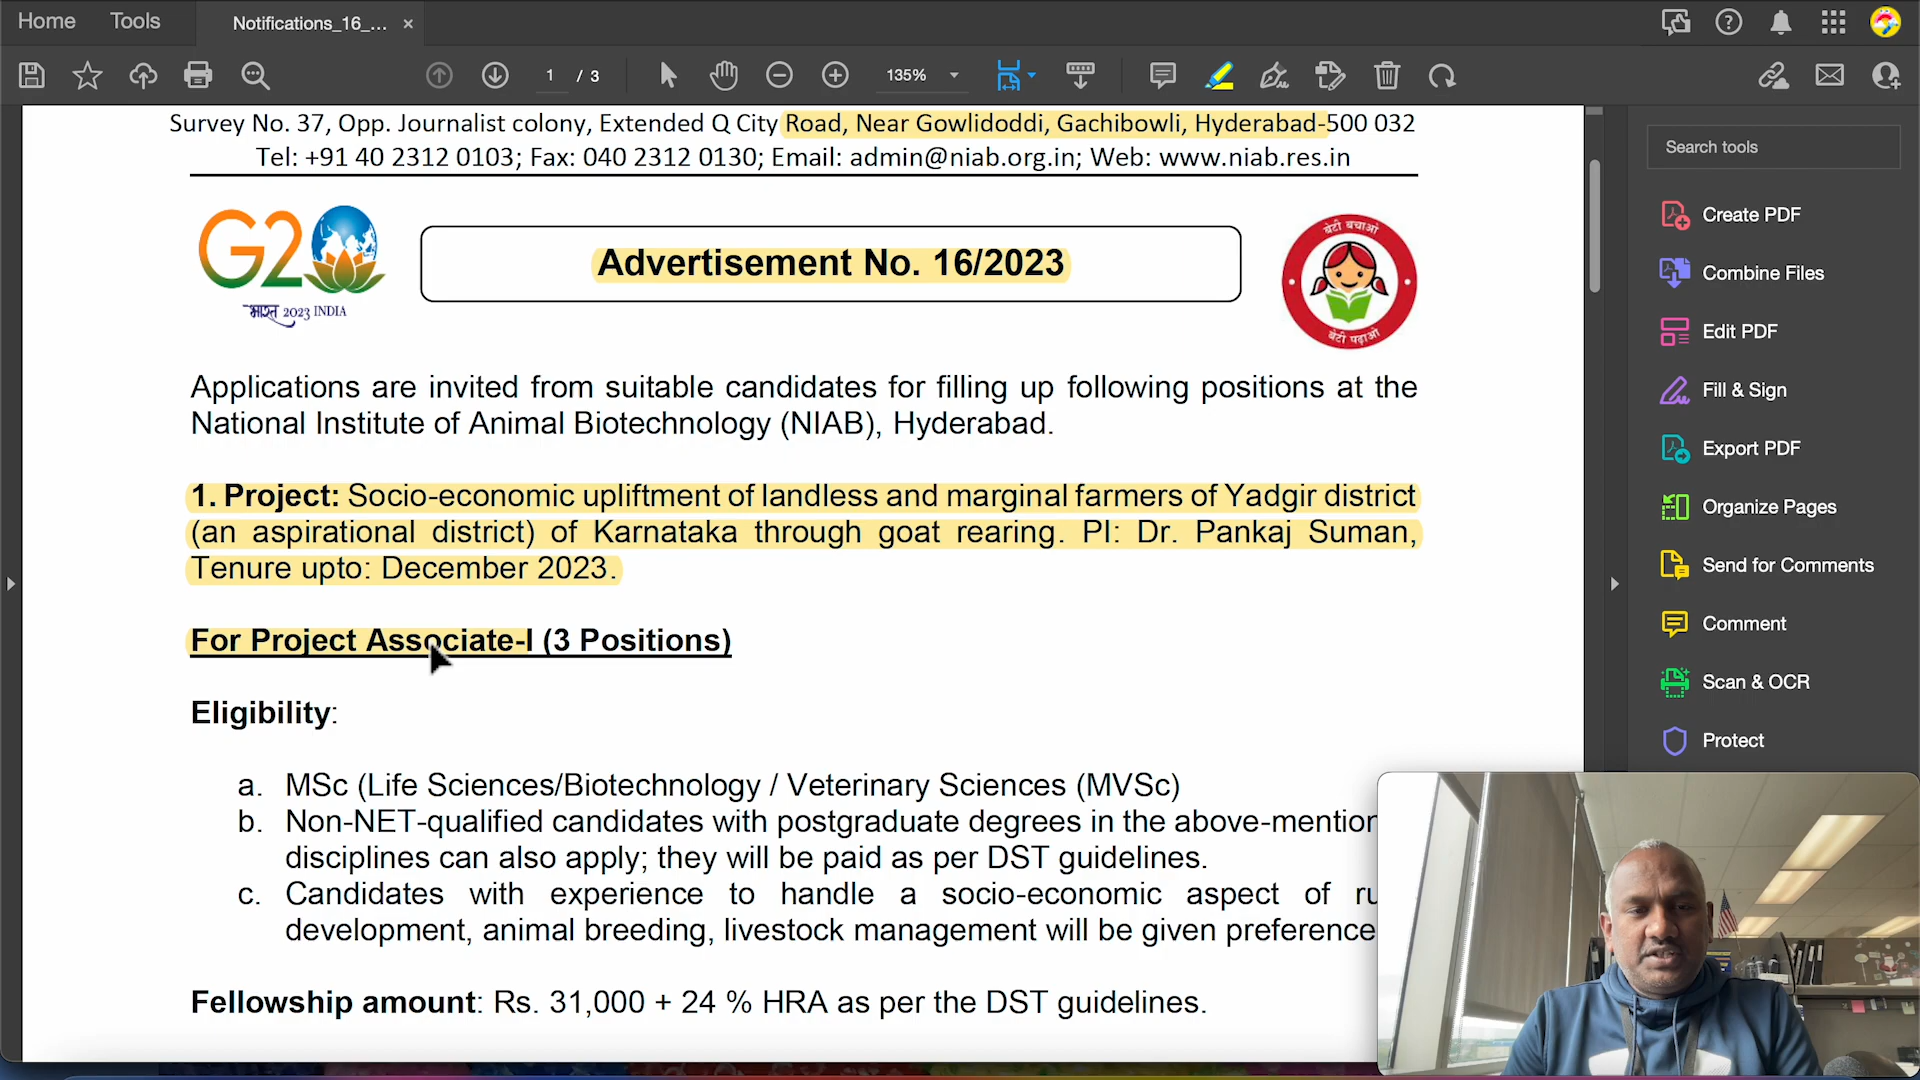 Home Tools Notifications_16_... ×
1 / 3 135%
Survey No. 37, Opp. Journalist colony, Extended Q City Road, Near Gowlidoddi, Gachibowli, Hyderabad-500 032
Tel: +91 40 2312 0103; Fax: 040 2312 0130; Email: admin@niab.org.in; Web: www.niab.res.in
G20
भारत 2023 INDIA
Advertisement No. 16/2023
बेटी बचाओ
बेटी पढ़ाओ
Applications are invited from suitable candidates for filling up following positions at the
National Institute of Animal Biotechnology (NIAB), Hyderabad.
1. Project: Socio-economic upliftment of landless and marginal farmers of Yadgir district
(an aspirational district) of Karnataka through goat rearing. PI: Dr. Pankaj Suman,
Tenure upto: December 2023.
For Project Associate-I (3 Positions)
Eligibility:
a. MSc (Life Sciences/Biotechnology / Veterinary Sciences (MVSc)
b. Non-NET-qualified candidates with postgraduate degrees in the above-mention
disciplines can also apply; they will be paid as per DST guidelines.
c. Candidates with experience to handle a socio-economic aspect of ru
development, animal breeding, livestock management will be given preference
Fellowship amount: Rs. 31,000 + 24 % HRA as per the DST guidelines.
Search tools
Create PDF
Combine Files
Edit PDF
Fill & Sign
Export PDF
Organize Pages
Send for Comments
Comment
Scan & OCR
Protect